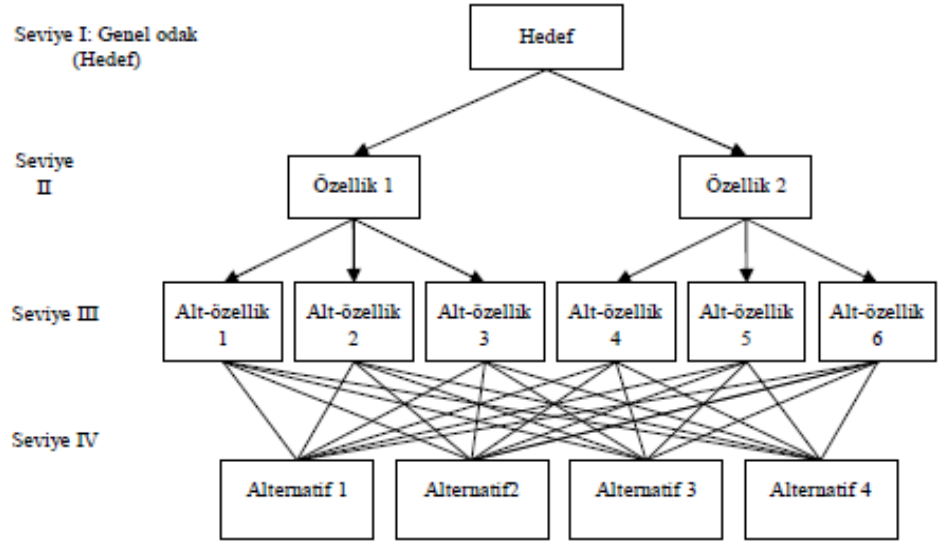 Seviye I: Genel odak
(Hedef)
Hedef
Seviye
II
Özellik 1
Özellik 2
Seviye III
Alt-özellik
1
Alt-özellik
2
Alt-özellik
3
Alt-özellik
4
Alt-özellik
5
Alt-özellik
6
Seviye IV
Alternatif 1
Alternatif2
Alternatif 3
Alternatif 4